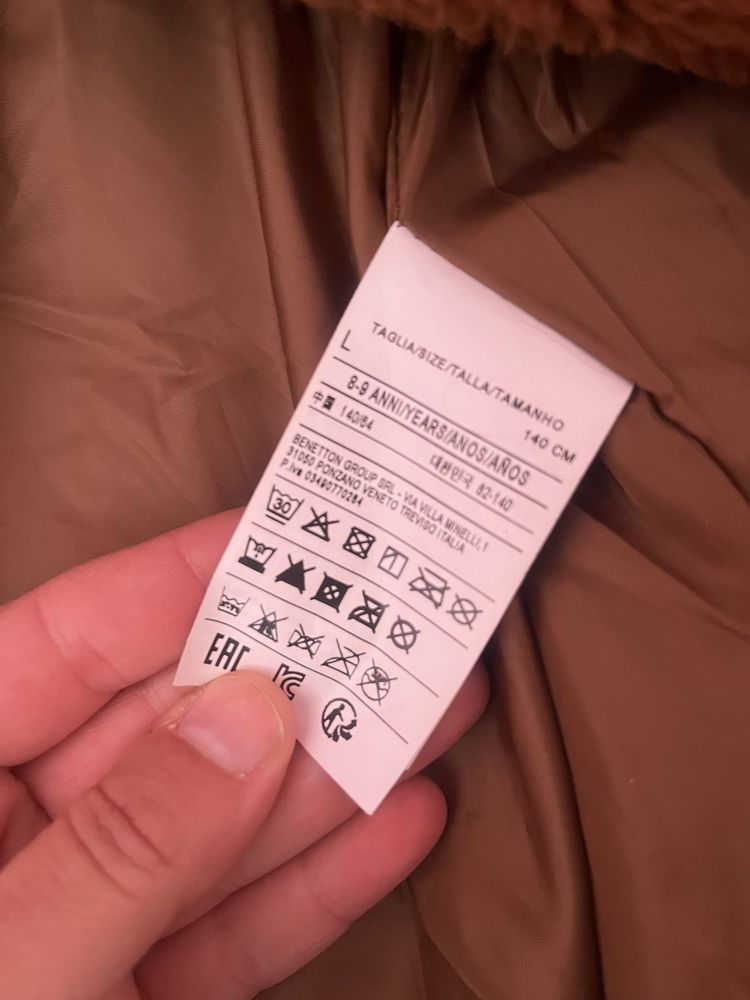 TAGLIA/SIZE/TALLA/TAMANHO
L 140 CM
8-9 ANNI/YEARS/ANOS/AÑOS
中国 140/64 대한민국 62-140
BENETTON GROUP SRL - VIA VILLA MINELLI, 1
31050 PONZANO VENETO TREVISO ITALIA
P.iva 03490770264
30
EAC